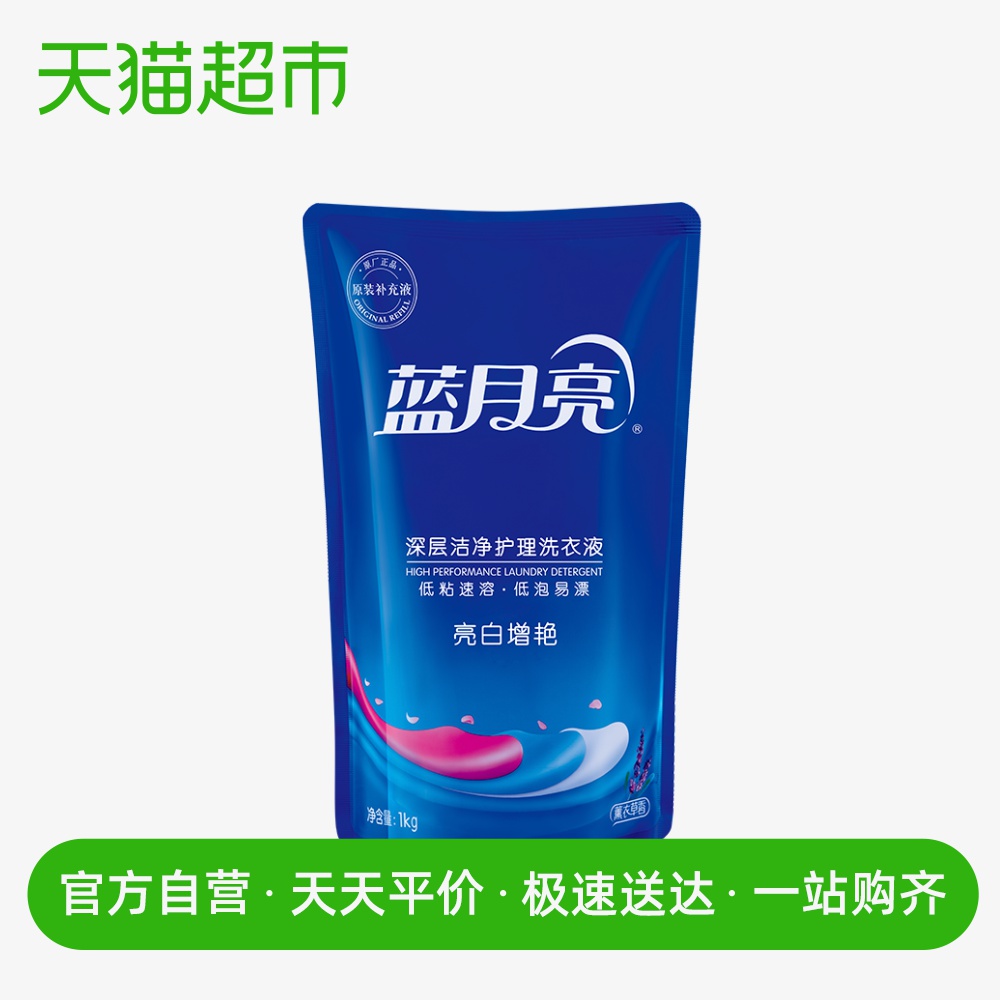 天猫超市
·原厂正品·
原装补充液
ORIGINAL REFILL
蓝月亮®
深层洁净护理洗衣液
HIGH PERFORMANCE LAUNDRY DETERGENT
低粘速溶·低泡易漂
亮白增艳
净含量:1kg
薰衣草香
官方自营·天天平价·极速送达·一站购齐